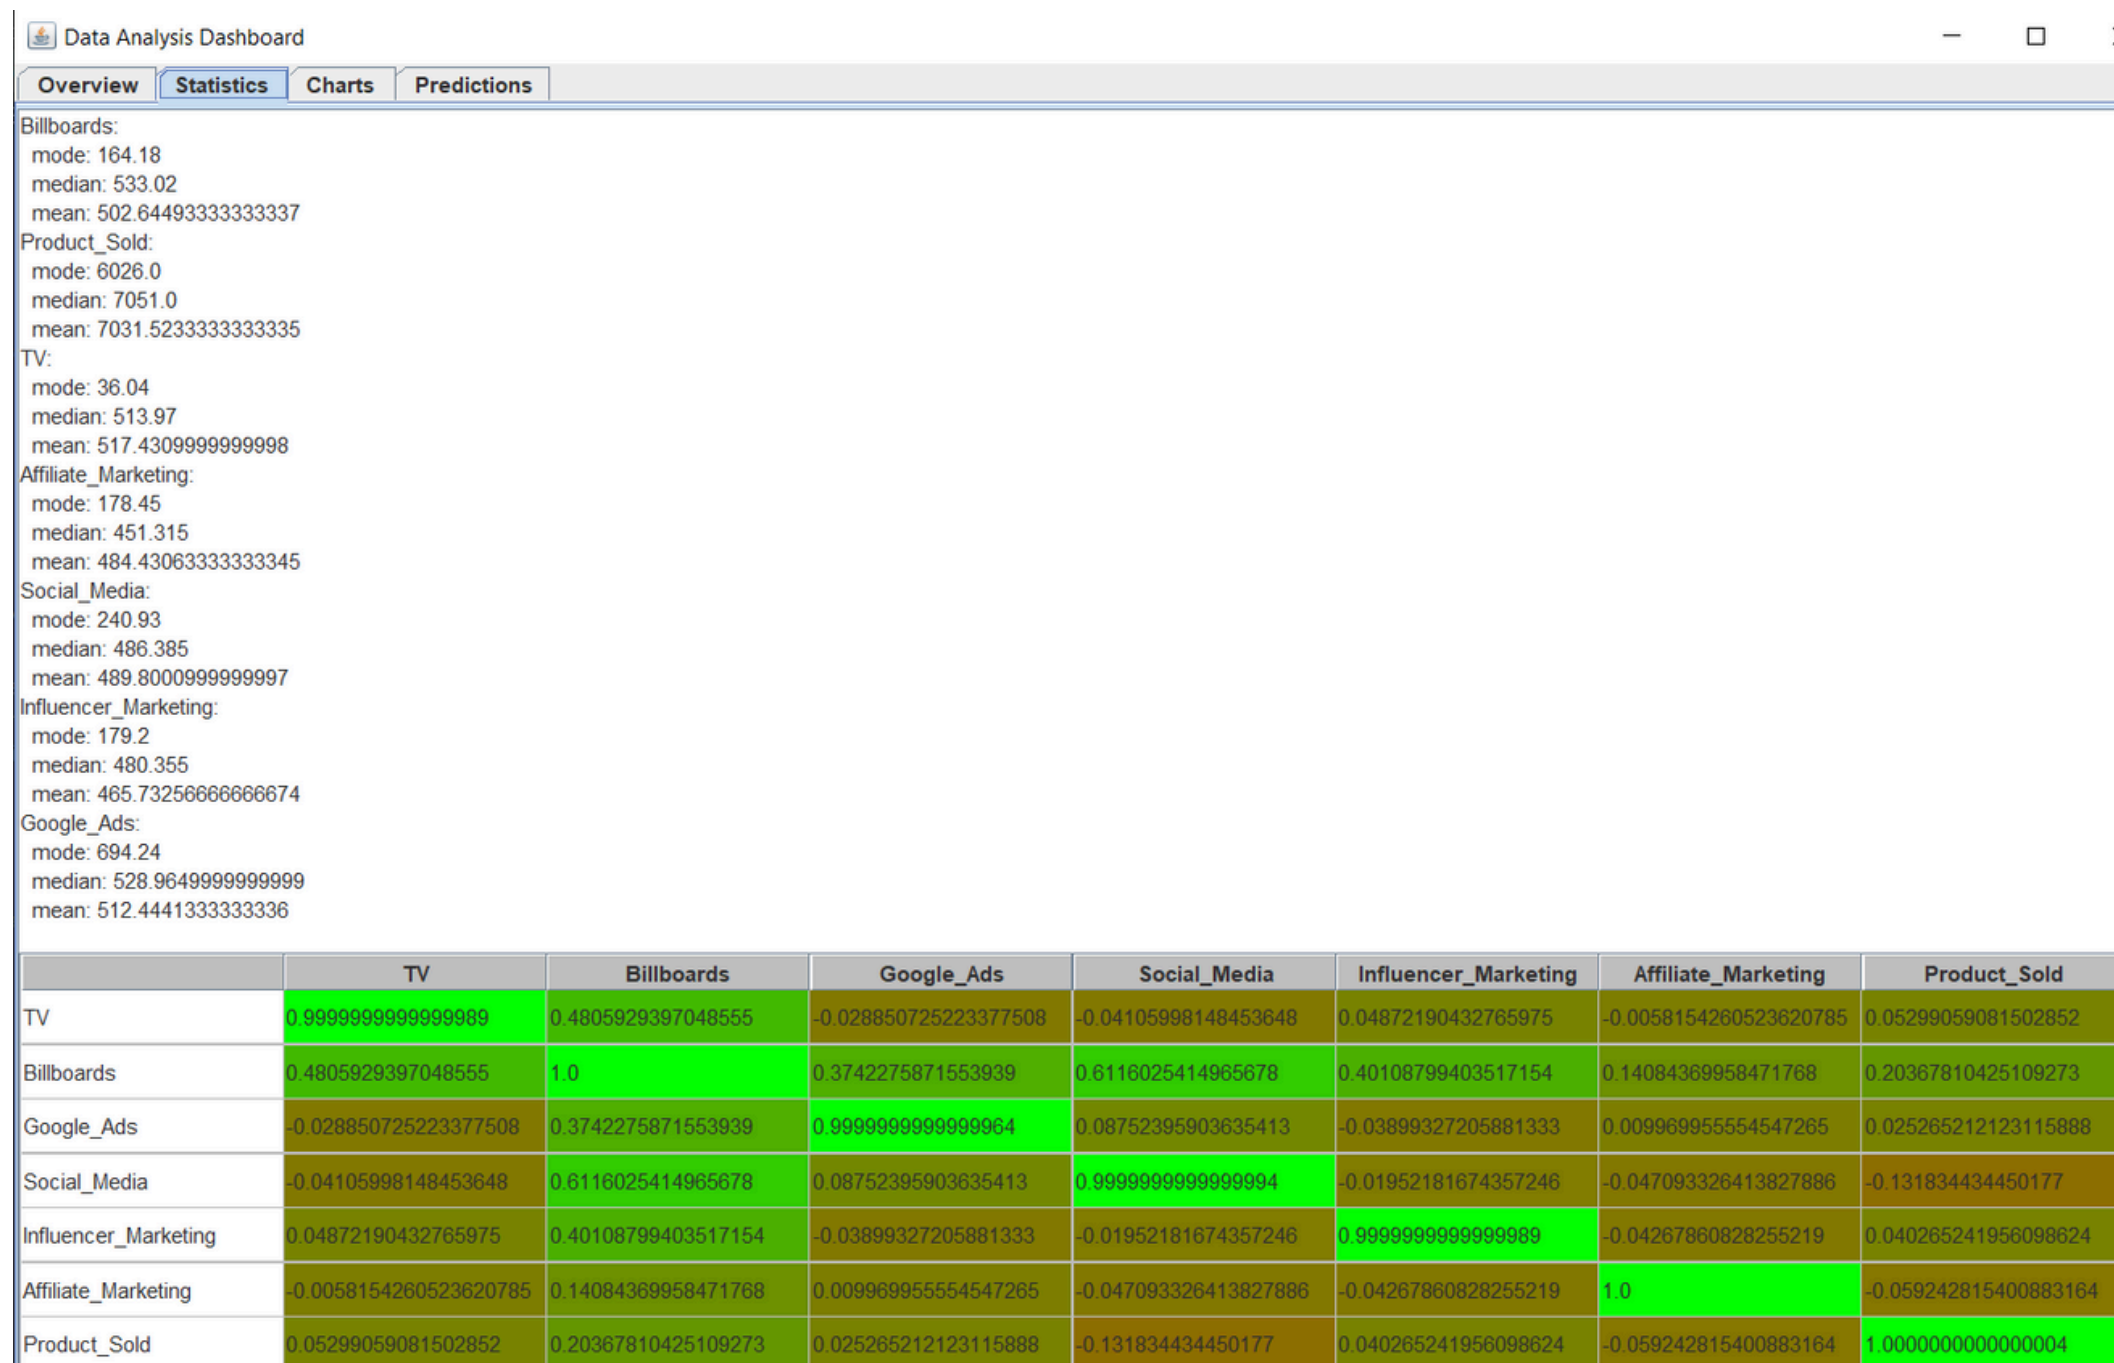 Data Analysis Dashboard
Overview Statistics Charts Predictions
Billboards:
mode: 164.18
median: 533.02
mean: 502.64493333333337
Product_Sold:
mode: 6026.0
median: 7051.0
mean: 7031.5233333333335
TV:
mode: 36.04
median: 513.97
mean: 517.4309999999998
Affiliate_Marketing:
mode: 178.45
median: 451.315
mean: 484.43063333333345
Social_Media:
mode: 240.93
median: 486.385
mean: 489.8000999999997
Influencer_Marketing:
mode: 179.2
median: 480.355
mean: 465.73256666666674
Google_Ads:
mode: 694.24
median: 528.9649999999999
mean: 512.4441333333336
TV Billboards Google_Ads Social_Media Influencer_Marketing Affiliate_Marketing Product_Sold
TV 0.9999999999999989 0.4805929397048555 -0.028850725223377508 -0.04105998148453648 0.04872190432765975 -0.0058154260523620785 0.05299059081502852
Billboards 0.4805929397048555 1.0 0.3742275871553939 0.6116025414965678 0.40108799403517154 0.14084369958471768 0.20367810425109273
Google_Ads -0.028850725223377508 0.3742275871553939 0.9999999999999964 0.08752395903635413 -0.03899327205881333 0.009969955554547265 0.025265212123115888
Social_Media -0.04105998148453648 0.6116025414965678 0.08752395903635413 0.9999999999999994 -0.01952181674357246 -0.047093326413827886 -0.131834434450177
Influencer_Marketing 0.04872190432765975 0.40108799403517154 -0.03899327205881333 -0.01952181674357246 0.9999999999999989 -0.04267860828255219 0.040265241956098624
Affiliate_Marketing -0.0058154260523620785 0.14084369958471768 0.009969955554547265 -0.047093326413827886 -0.04267860828255219 1.0 -0.059242815400883164
Product_Sold 0.05299059081502852 0.20367810425109273 0.025265212123115888 -0.131834434450177 0.040265241956098624 -0.059242815400883164 1.0000000000000004